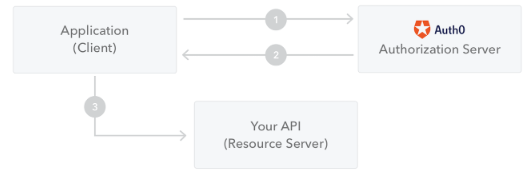 Application
(Client)
1
Auth0
Authorization Server
2
3
Your API
(Resource Server)